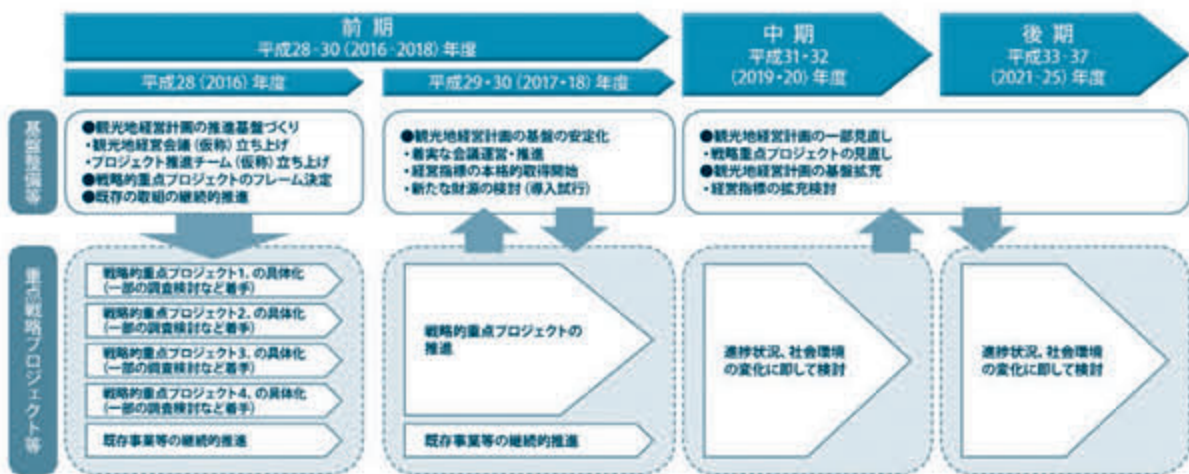 前期
平成28-30（2016-2018）年度
中期
平成31・32
（2019・20）年度
後期
平成33-37
（2021-25）年度
平成28（2016）年度
平成29・30（2017・18）年度
基盤整備等
●観光地経営計画の推進基盤づくり
・観光地経営会議（仮称）立ち上げ
・プロジェクト推進チーム（仮称）立ち上げ
●戦略的重点プロジェクトのフレーム決定
●既存の取組の継続的推進
●観光地経営計画の基盤の安定化
・着実な会議運営・推進
・経営指標の本格的取得開始
・新たな財源の検討（導入試行）
●観光地経営計画の一部見直し
・戦略重点プロジェクトの見直し
●観光地経営計画の基盤拡充
・経営指標の拡充検討
重点戦略プロジェクト等
戦略的重点プロジェクト1．の具体化
（一部の調査検討など着手）
戦略的重点プロジェクト2．の具体化
（一部の調査検討など着手）
戦略的重点プロジェクト3．の具体化
（一部の調査検討など着手）
戦略的重点プロジェクト4．の具体化
（一部の調査検討など着手）
既存事業等の継続的推進
戦略的重点プロジェクトの
推進
既存事業等の継続的推進
進捗状況、社会環境
の変化に即して検討
進捗状況、社会環境
の変化に即して検討